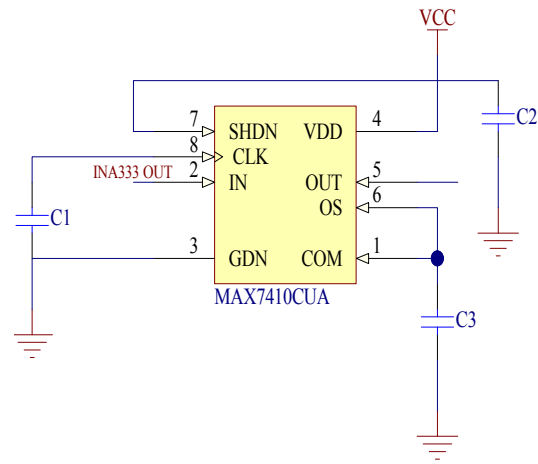 VCC
C2
7 SHDN VDD 4
8 CLK
INA333 OUT 2 IN OUT 5
OS 6
C1
3 GDN COM 1
MAX7410CUA
C3